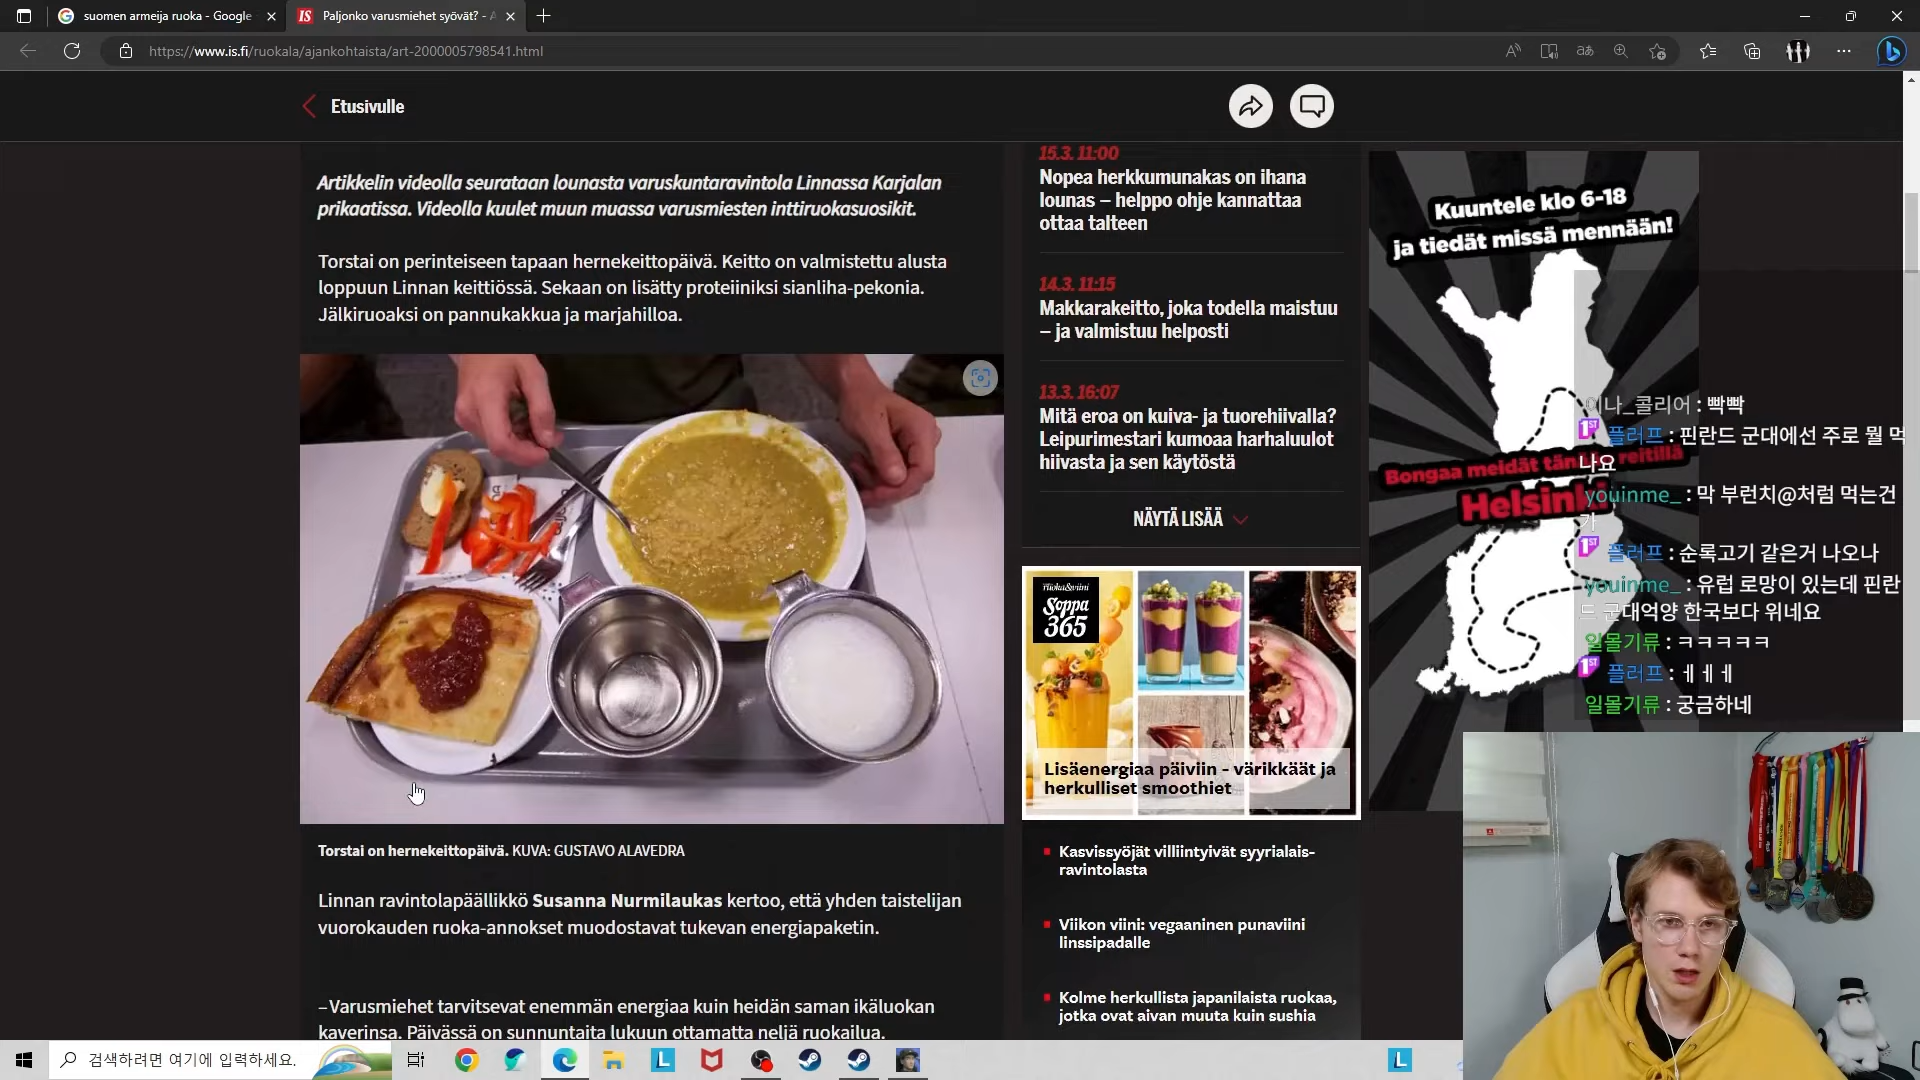 suomen armeija ruoka - Google
Paljonko varusmiehet syövät? - A
https://www.is.fi/ruokala/ajankohtaista/art-2000005798541.html
Etusivulle
Artikkelin videolla seurataan lounasta varuskuntaravintola Linnassa Karjalan
prikaatissa. Videolla kuulet muun muassa varusmiesten inttiruokasuosikit.
Torstai on perinteiseen tapaan hernekeittopäivä. Keitto on valmistettu alusta
loppuun Linnan keittiössä. Sekaan on lisätty proteiiniksi sianliha-pekonia.
Jälkiruoaksi on pannukakkua ja marjahilloa.
Torstai on hernekeittopäivä. KUVA: GUSTAVO ALAVEDRA
Linnan ravintolapäällikkö Susanna Nurmilaukas kertoo, että yhden taistelijan
vuorokauden ruoka-annokset muodostavat tukevan energiapaketin.
–Varusmiehet tarvitsevat enemmän energiaa kuin heidän saman ikäluokan
kaverinsa. Päivässä on sunnuntaita lukuun ottamatta neljä ruokailua.
15.3. 11:00
Nopea herkkumunakas on ihana
lounas – helppo ohje kannattaa
ottaa talteen
14.3. 11:15
Makkarakeitto, joka todella maistuu
– ja valmistuu helposti
13.3. 16:07
Mitä eroa on kuiva- ja tuorehiivalla?
Leipurimestari kumoaa harhaluulot
hiivasta ja sen käytöstä
NÄYTÄ LISÄÄ
ruoka&viini
Soppa
365
Lisäenergiaa päiviin - värikkäät ja
herkulliset smoothiet
Kasvissyöjät villiintyivät syyrialais-
ravintolasta
Viikon viini: vegaaninen punaviini
linssipadalle
Kolme herkullista japanilaista ruokaa,
jotka ovat aivan muuta kuin sushia
Kuuntele klo 6-18
ja tiedät missä mennään!
Bongaa meidät tänään reitillä
Helsinki
이나_콜리어 : 빡빡
플러프 : 핀란드 군대에선 주로 뭘 먹
나요
youinme_ : 막 부런치@처럼 먹는건
가
플러프 : 순록고기 같은거 나오나
youinme_ : 유럽 로망이 있는데 핀란
드 군대억양 한국보다 위네요
일몰기류 : ㅋㅋㅋㅋㅋ
플러프 : ㅔㅔㅔ
일몰기류 : 궁금하네
검색하려면 여기에 입력하세요.